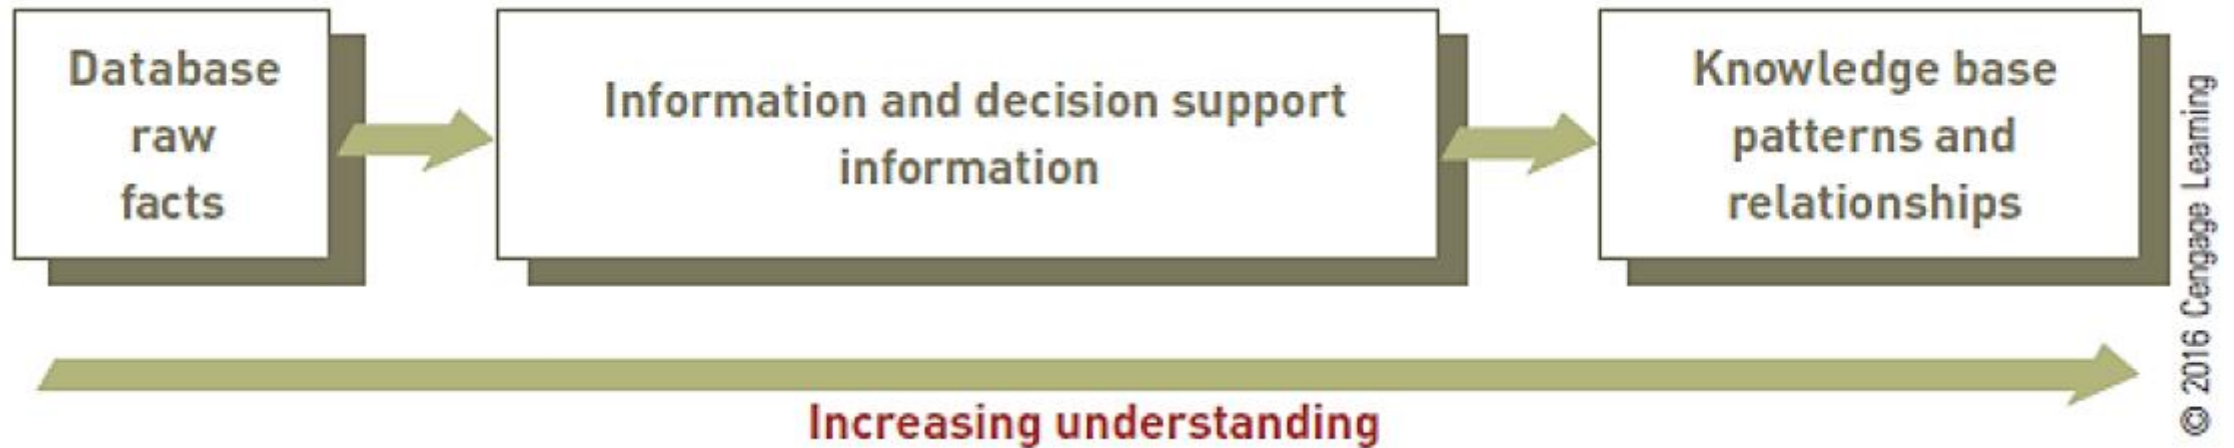 Database
raw
facts
Information and decision support
information
Knowledge base
patterns and
relationships
Increasing understanding
© 2016 Cengage Learning